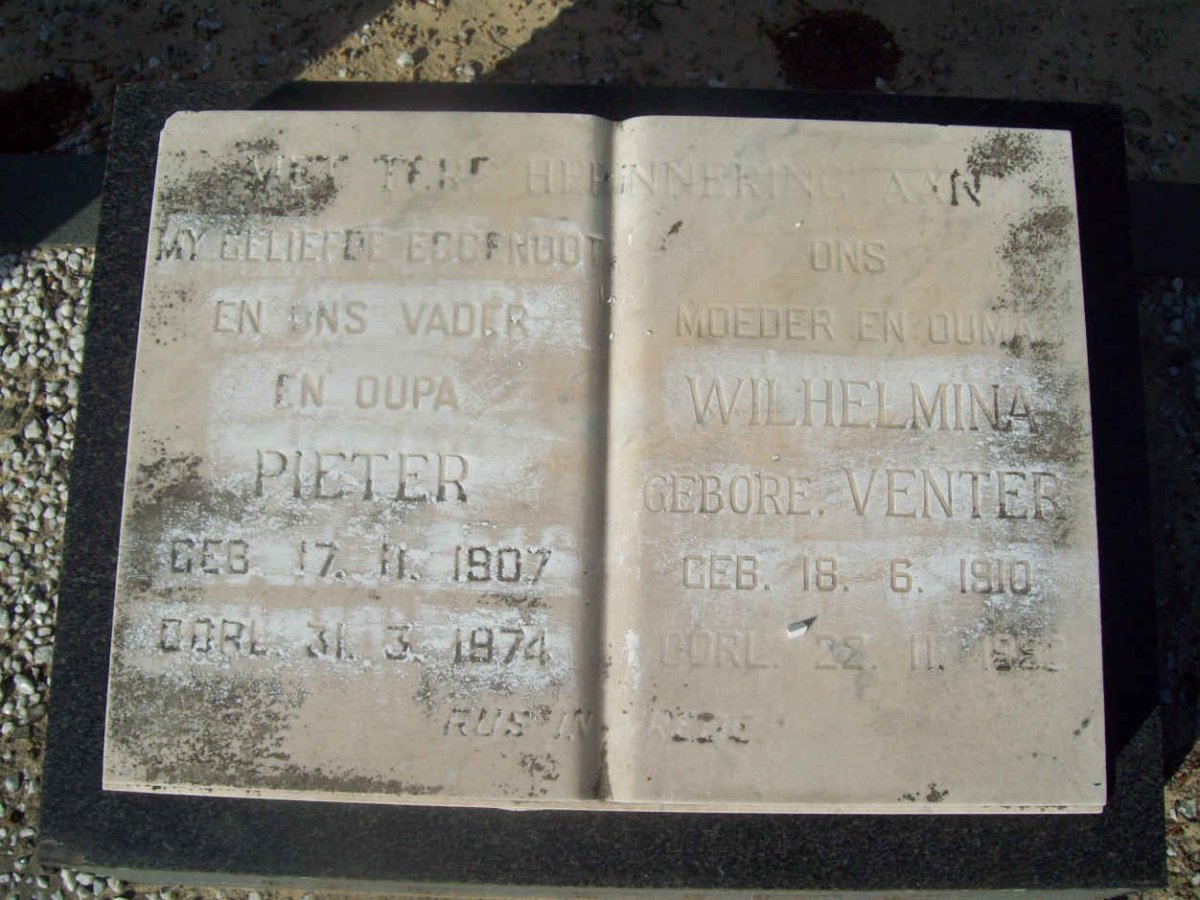 MET TERE HERINNERING AAN
MY GELIEFDE EGGENOOT
EN ONS VADER
EN OUPA
PIETER
GEB. 17. 11. 1907
OORL. 31. 3. 1974
ONS
MOEDER EN OUMA
WILHELMINA
GEBORE. VENTER
GEB. 18. 6. 1910
OORL. 22. 11.
RUS IN VREDE